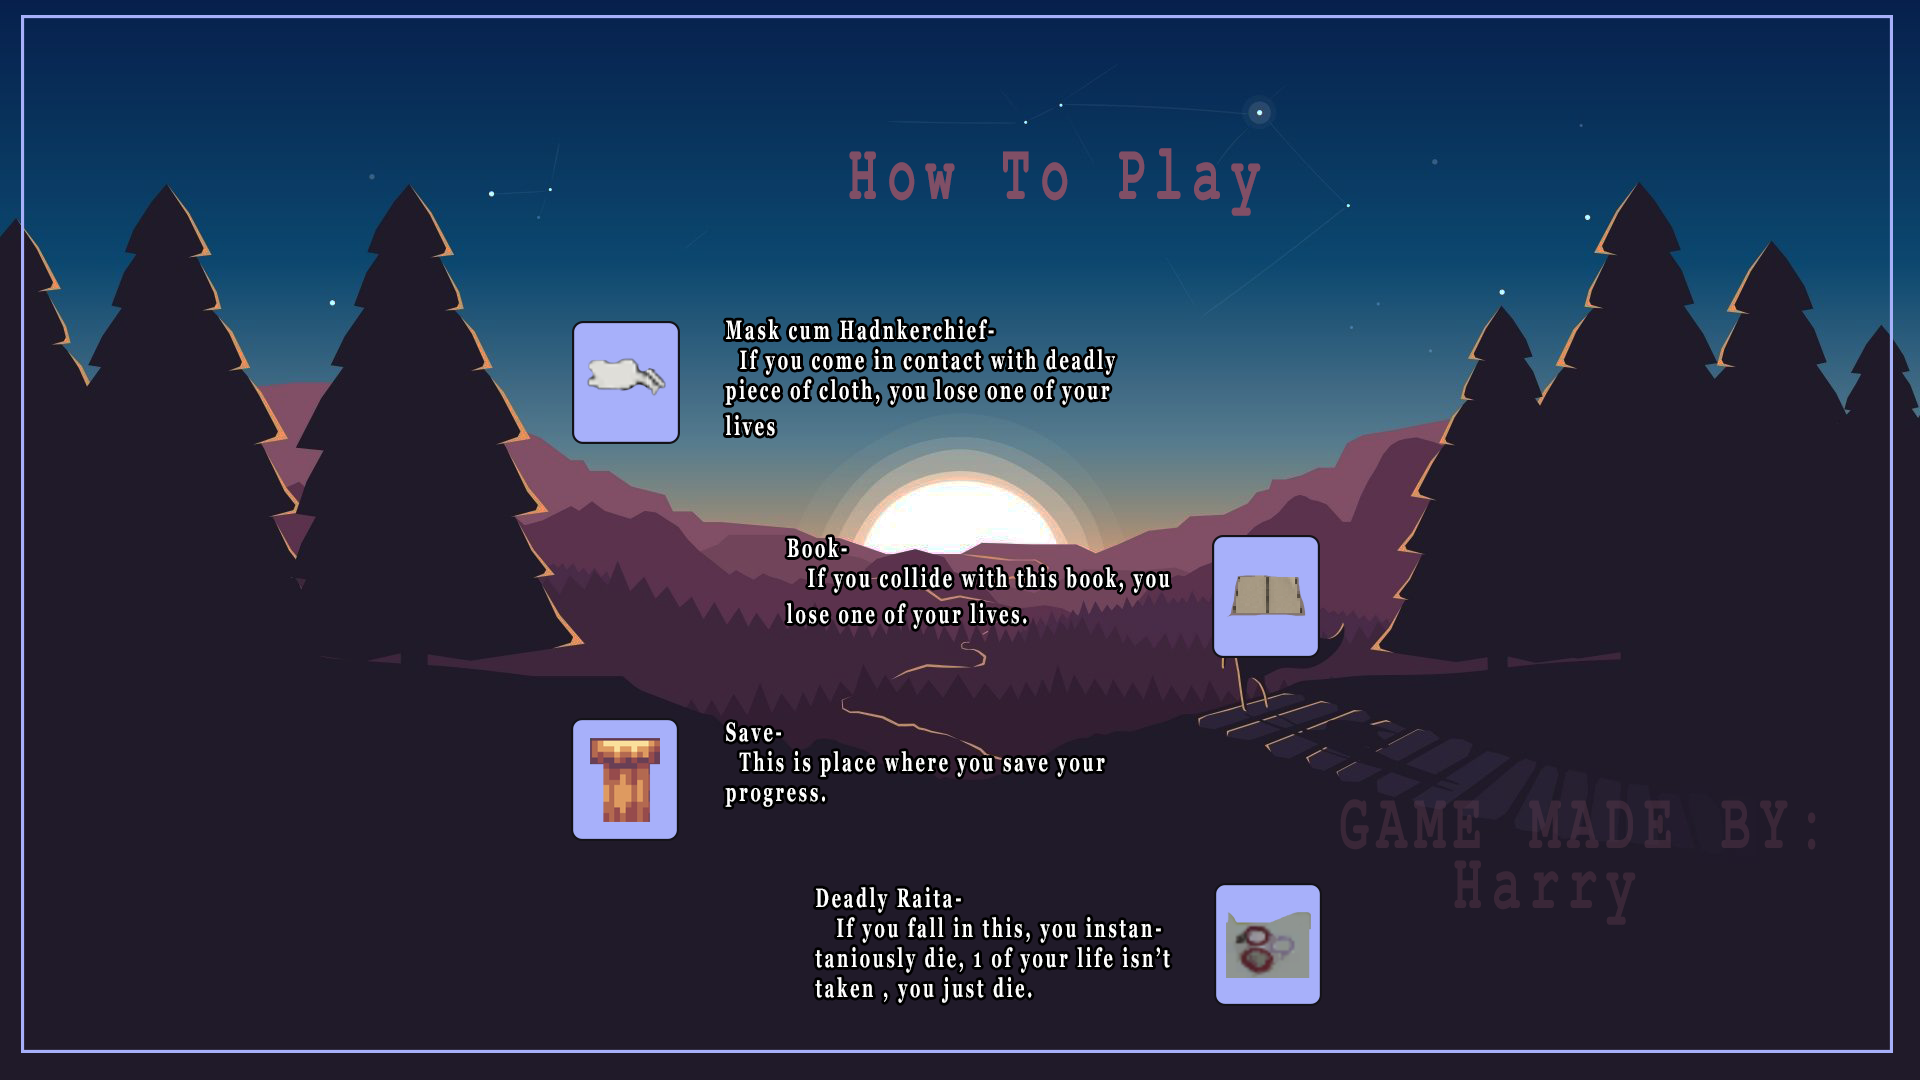 How To Play
Mask cum Hadnkerchief-
If you come in contact with deadly
piece of cloth, you lose one of your
lives
Book-
If you collide with this book, you
lose one of your lives.
Save-
This is place where you save your
progress.
GAME MADE BY:
Harry
Deadly Raita-
If you fall in this, you instan-
taniously die, 1 of your life isn't
taken , you just die.